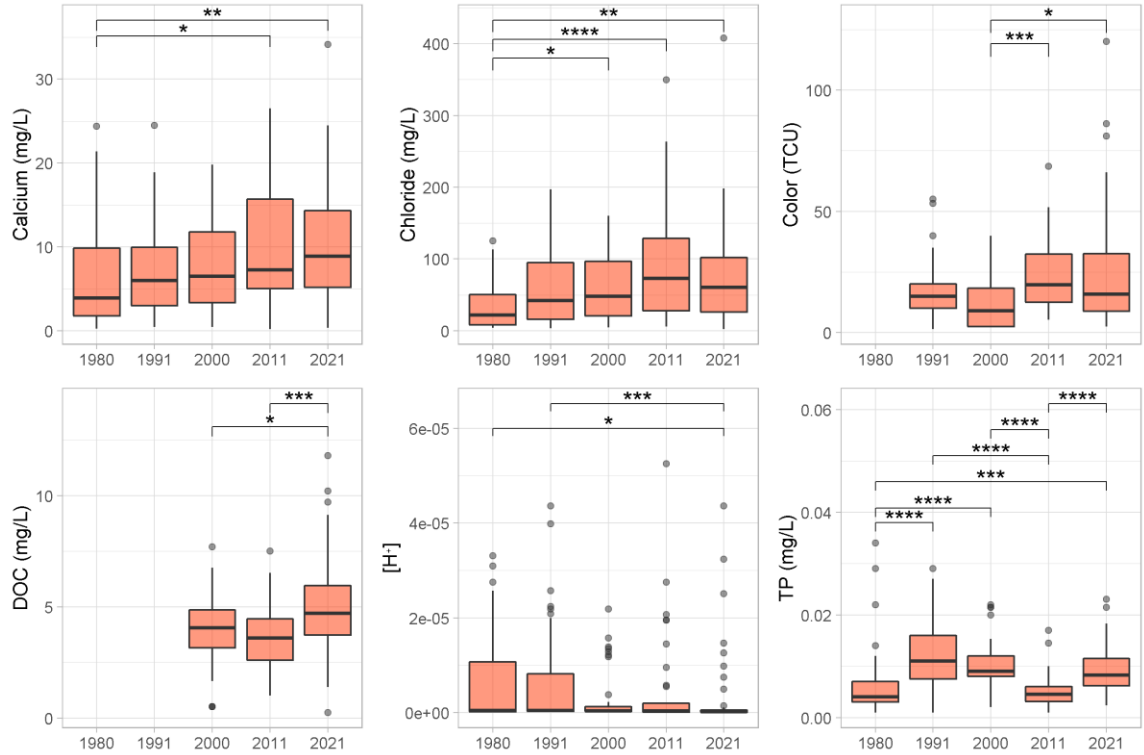 Calcium (mg/L)
30
20
10
0
**
*
1980 1991 2000 2011 2021
Chloride (mg/L)
400
300
200
100
0
**
****
*
1980 1991 2000 2011 2021
Color (TCU)
100
50
0
*
***
1980 1991 2000 2011 2021
DOC (mg/L)
10
5
0
***
*
1980 1991 2000 2011 2021
[H⁺]
6e-05
4e-05
2e-05
0e+00
***
*
1980 1991 2000 2011 2021
TP (mg/L)
0.06
0.04
0.02
0.00
****
****
****
***
****
****
1980 1991 2000 2011 2021